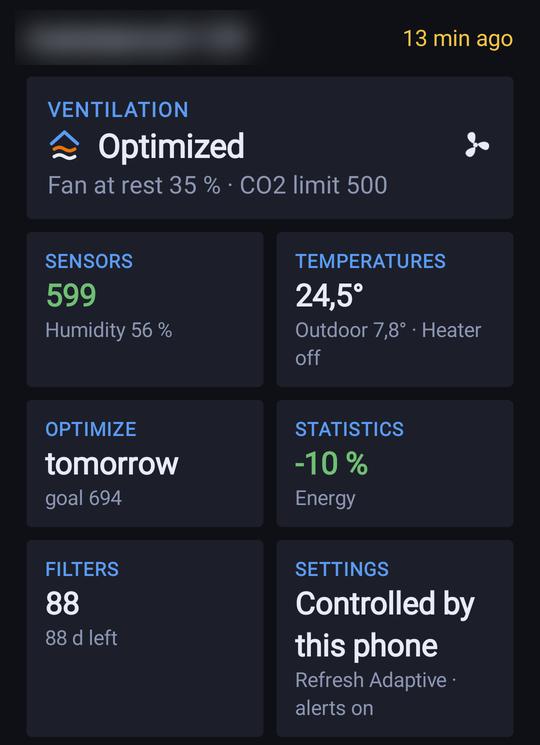 13 min ago
VENTILATION
Optimized
Fan at rest 35 % · CO2 limit 500
SENSORS
599
Humidity 56 %
TEMPERATURES
24,5°
Outdoor 7,8° · Heater
off
OPTIMIZE
tomorrow
goal 694
STATISTICS
-10 %
Energy
FILTERS
88
88 d left
SETTINGS
Controlled by
this phone
Refresh Adaptive ·
alerts on